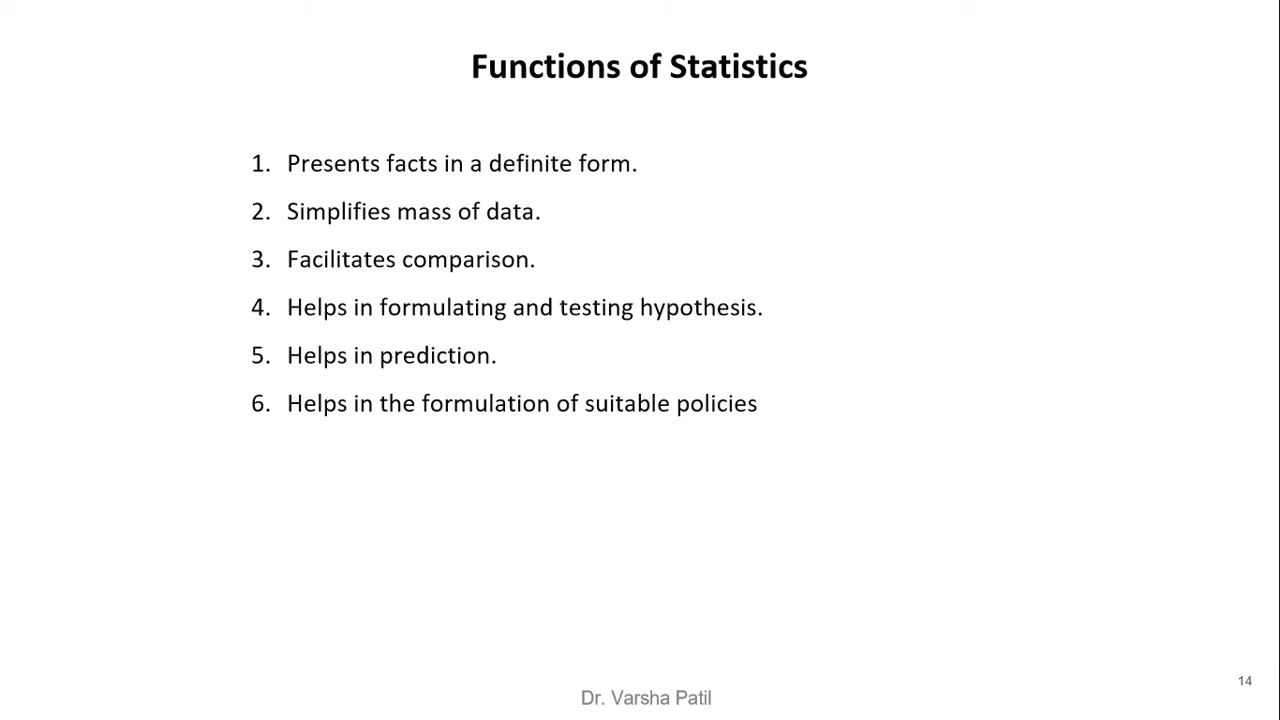 Functions of Statistics
1. Presents facts in a definite form.
2. Simplifies mass of data.
3. Facilitates comparison.
4. Helps in formulating and testing hypothesis.
5. Helps in prediction.
6. Helps in the formulation of suitable policies
14
Dr. Varsha Patil